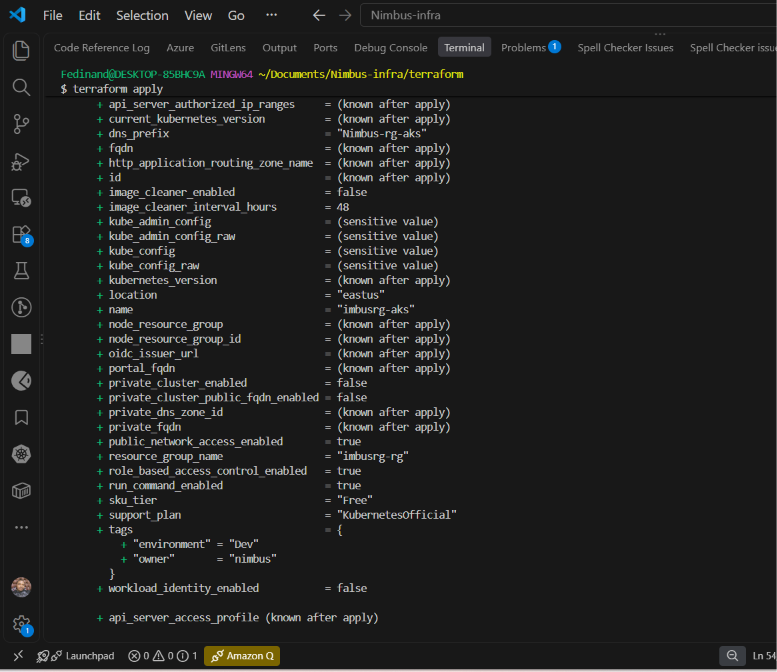 File Edit Selection View Go ··· ← → Nimbus-infra
Code Reference Log Azure GitLens Output Ports Debug Console Terminal Problems 1 Spell Checker Issues Spell Checker issu
Fedinand@DESKTOP-85BHC9A MINGW64 ~/Documents/Nimbus-infra/terraform
$ terraform apply
+ api_server_authorized_ip_ranges = (known after apply)
+ current_kubernetes_version = (known after apply)
+ dns_prefix = "Nimbus-rg-aks"
+ fqdn = (known after apply)
+ http_application_routing_zone_name = (known after apply)
+ id = (known after apply)
+ image_cleaner_enabled = false
+ image_cleaner_interval_hours = 48
+ kube_admin_config = (sensitive value)
+ kube_admin_config_raw = (sensitive value)
+ kube_config = (sensitive value)
+ kube_config_raw = (sensitive value)
+ kubernetes_version = (known after apply)
+ location = "eastus"
+ name = "imbusrg-aks"
+ node_resource_group = (known after apply)
+ node_resource_group_id = (known after apply)
+ oidc_issuer_url = (known after apply)
+ portal_fqdn = (known after apply)
+ private_cluster_enabled = false
+ private_cluster_public_fqdn_enabled = false
+ private_dns_zone_id = (known after apply)
+ private_fqdn = (known after apply)
+ public_network_access_enabled = true
+ resource_group_name = "imbusrg-rg"
+ role_based_access_control_enabled = true
+ run_command_enabled = true
+ sku_tier = "Free"
+ support_plan = "KubernetesOfficial"
+ tags = {
+ "environment" = "Dev"
+ "owner" = "nimbus"
}
+ workload_identity_enabled = false
+ api_server_access_profile (known after apply)
8
1
Launchpad 0 0 1 Amazon Q Ln 54